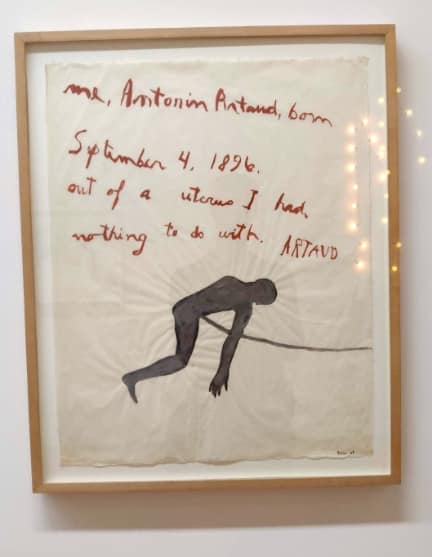 me, Antonin Artaud, born
September 4, 1896.
out of a uterus I had
nothing to do with. ARTAUD